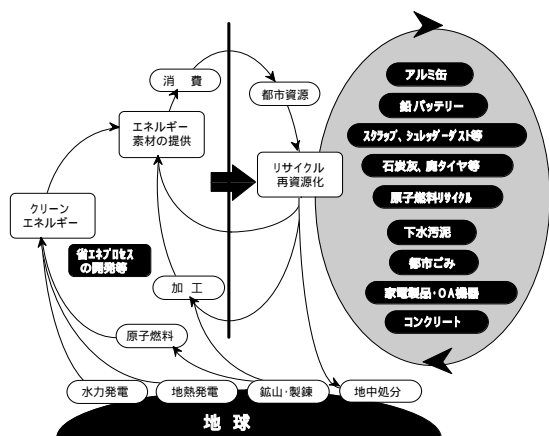 消 費
都市資源
エネルギー
素材の提供
リサイクル
再資源化
クリーン
エネルギー
省エネプロセス
の開発等
加 工
原子燃料
水力発電
地熱発電
鉱山・製錬
地中処分
地 球
アルミ缶
鉛バッテリー
スクラップ、シュレッダーダスト等
石炭灰、廃タイヤ等
原子燃料リサイクル
下水汚泥
都市ごみ
家電製品・OA機器
コンクリート